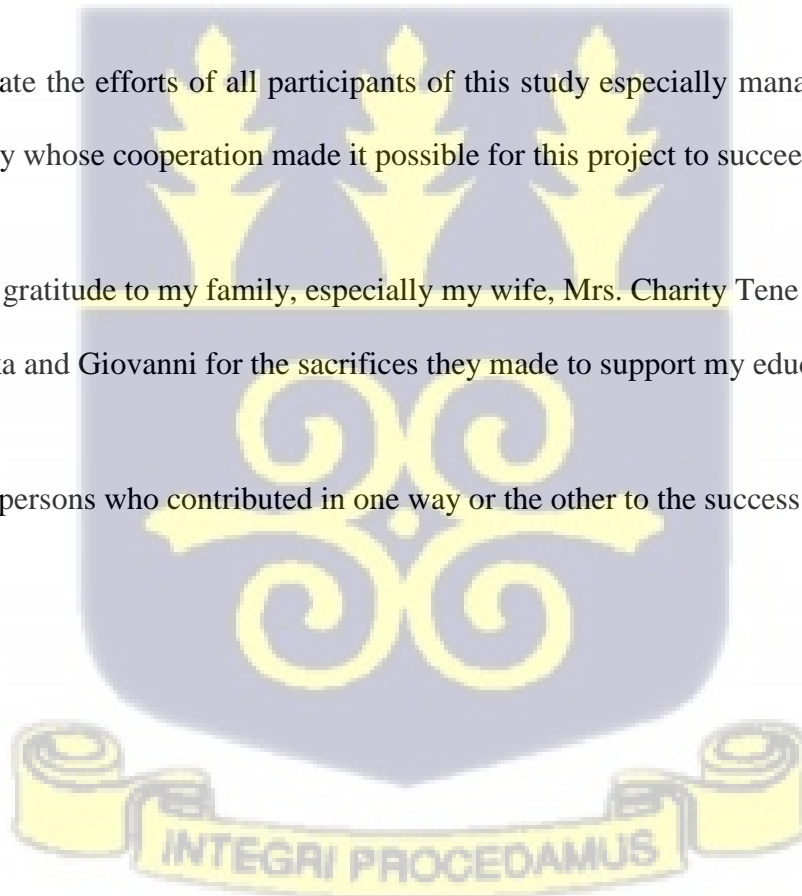 ate the efforts of all participants of this study especially mana
y whose cooperation made it possible for this project to succee
gratitude to my family, especially my wife, Mrs. Charity Tene
a and Giovanni for the sacrifices they made to support my educ
persons who contributed in one way or the other to the success
INTEGRI PROCEDAMUS